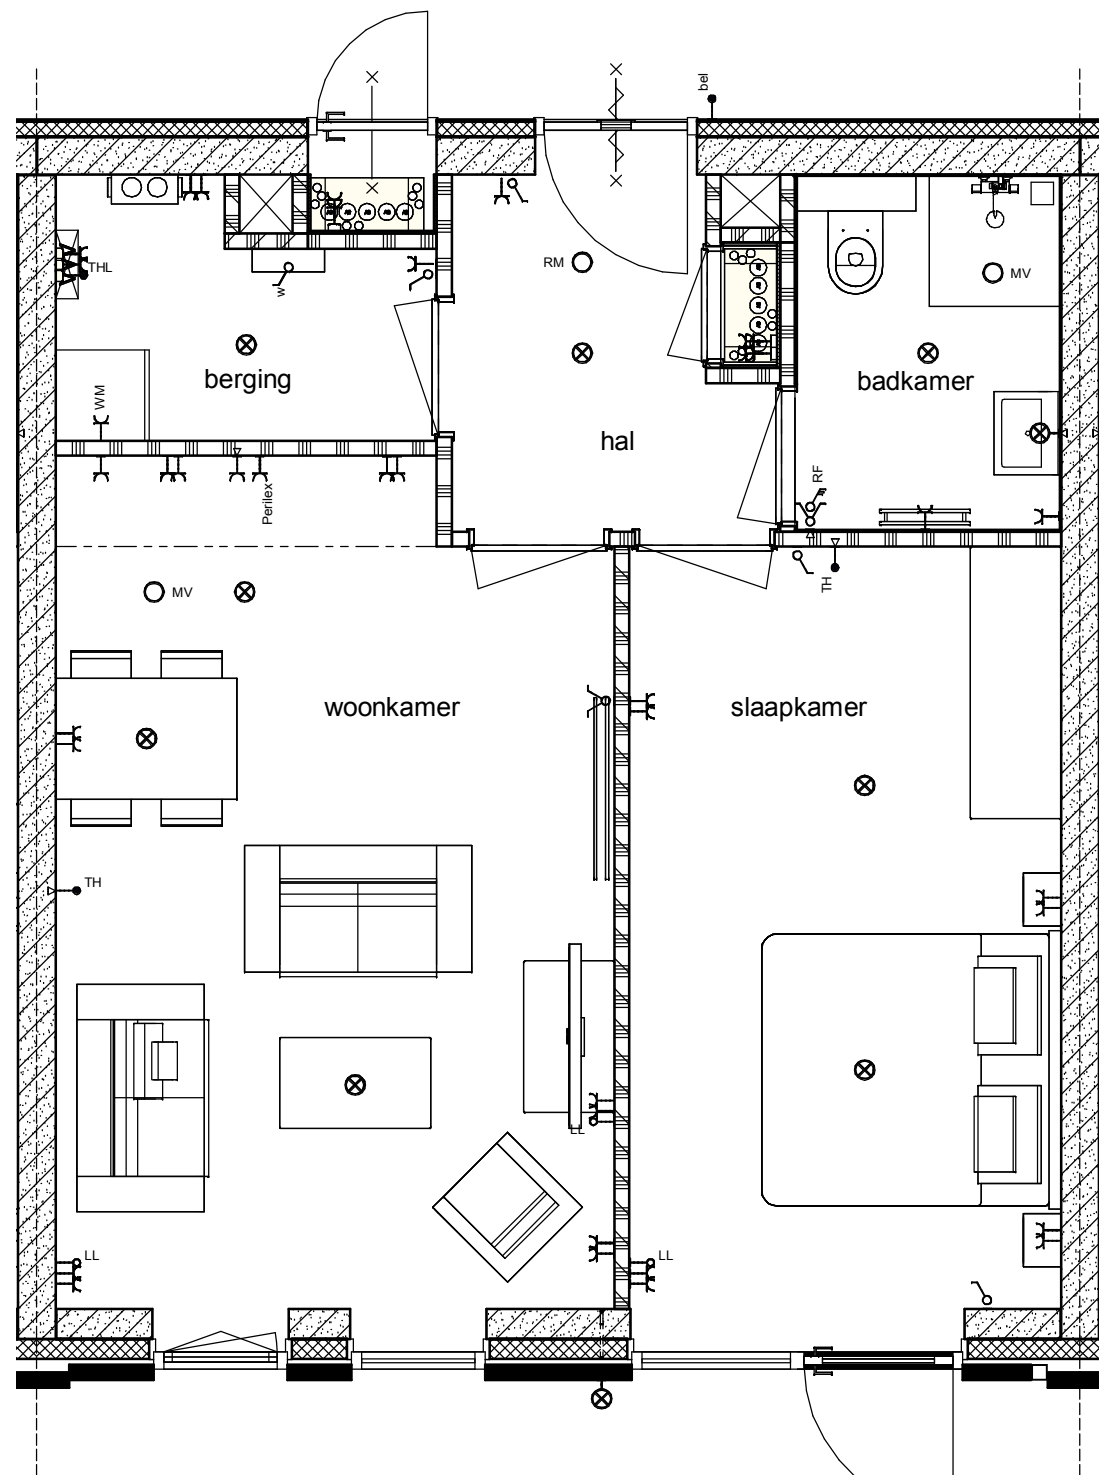 bel
THL
w
RM
MV
berging
badkamer
WM
hal
Perilex
RF
MV
TH
woonkamer
slaapkamer
TH
LL
LL
LL